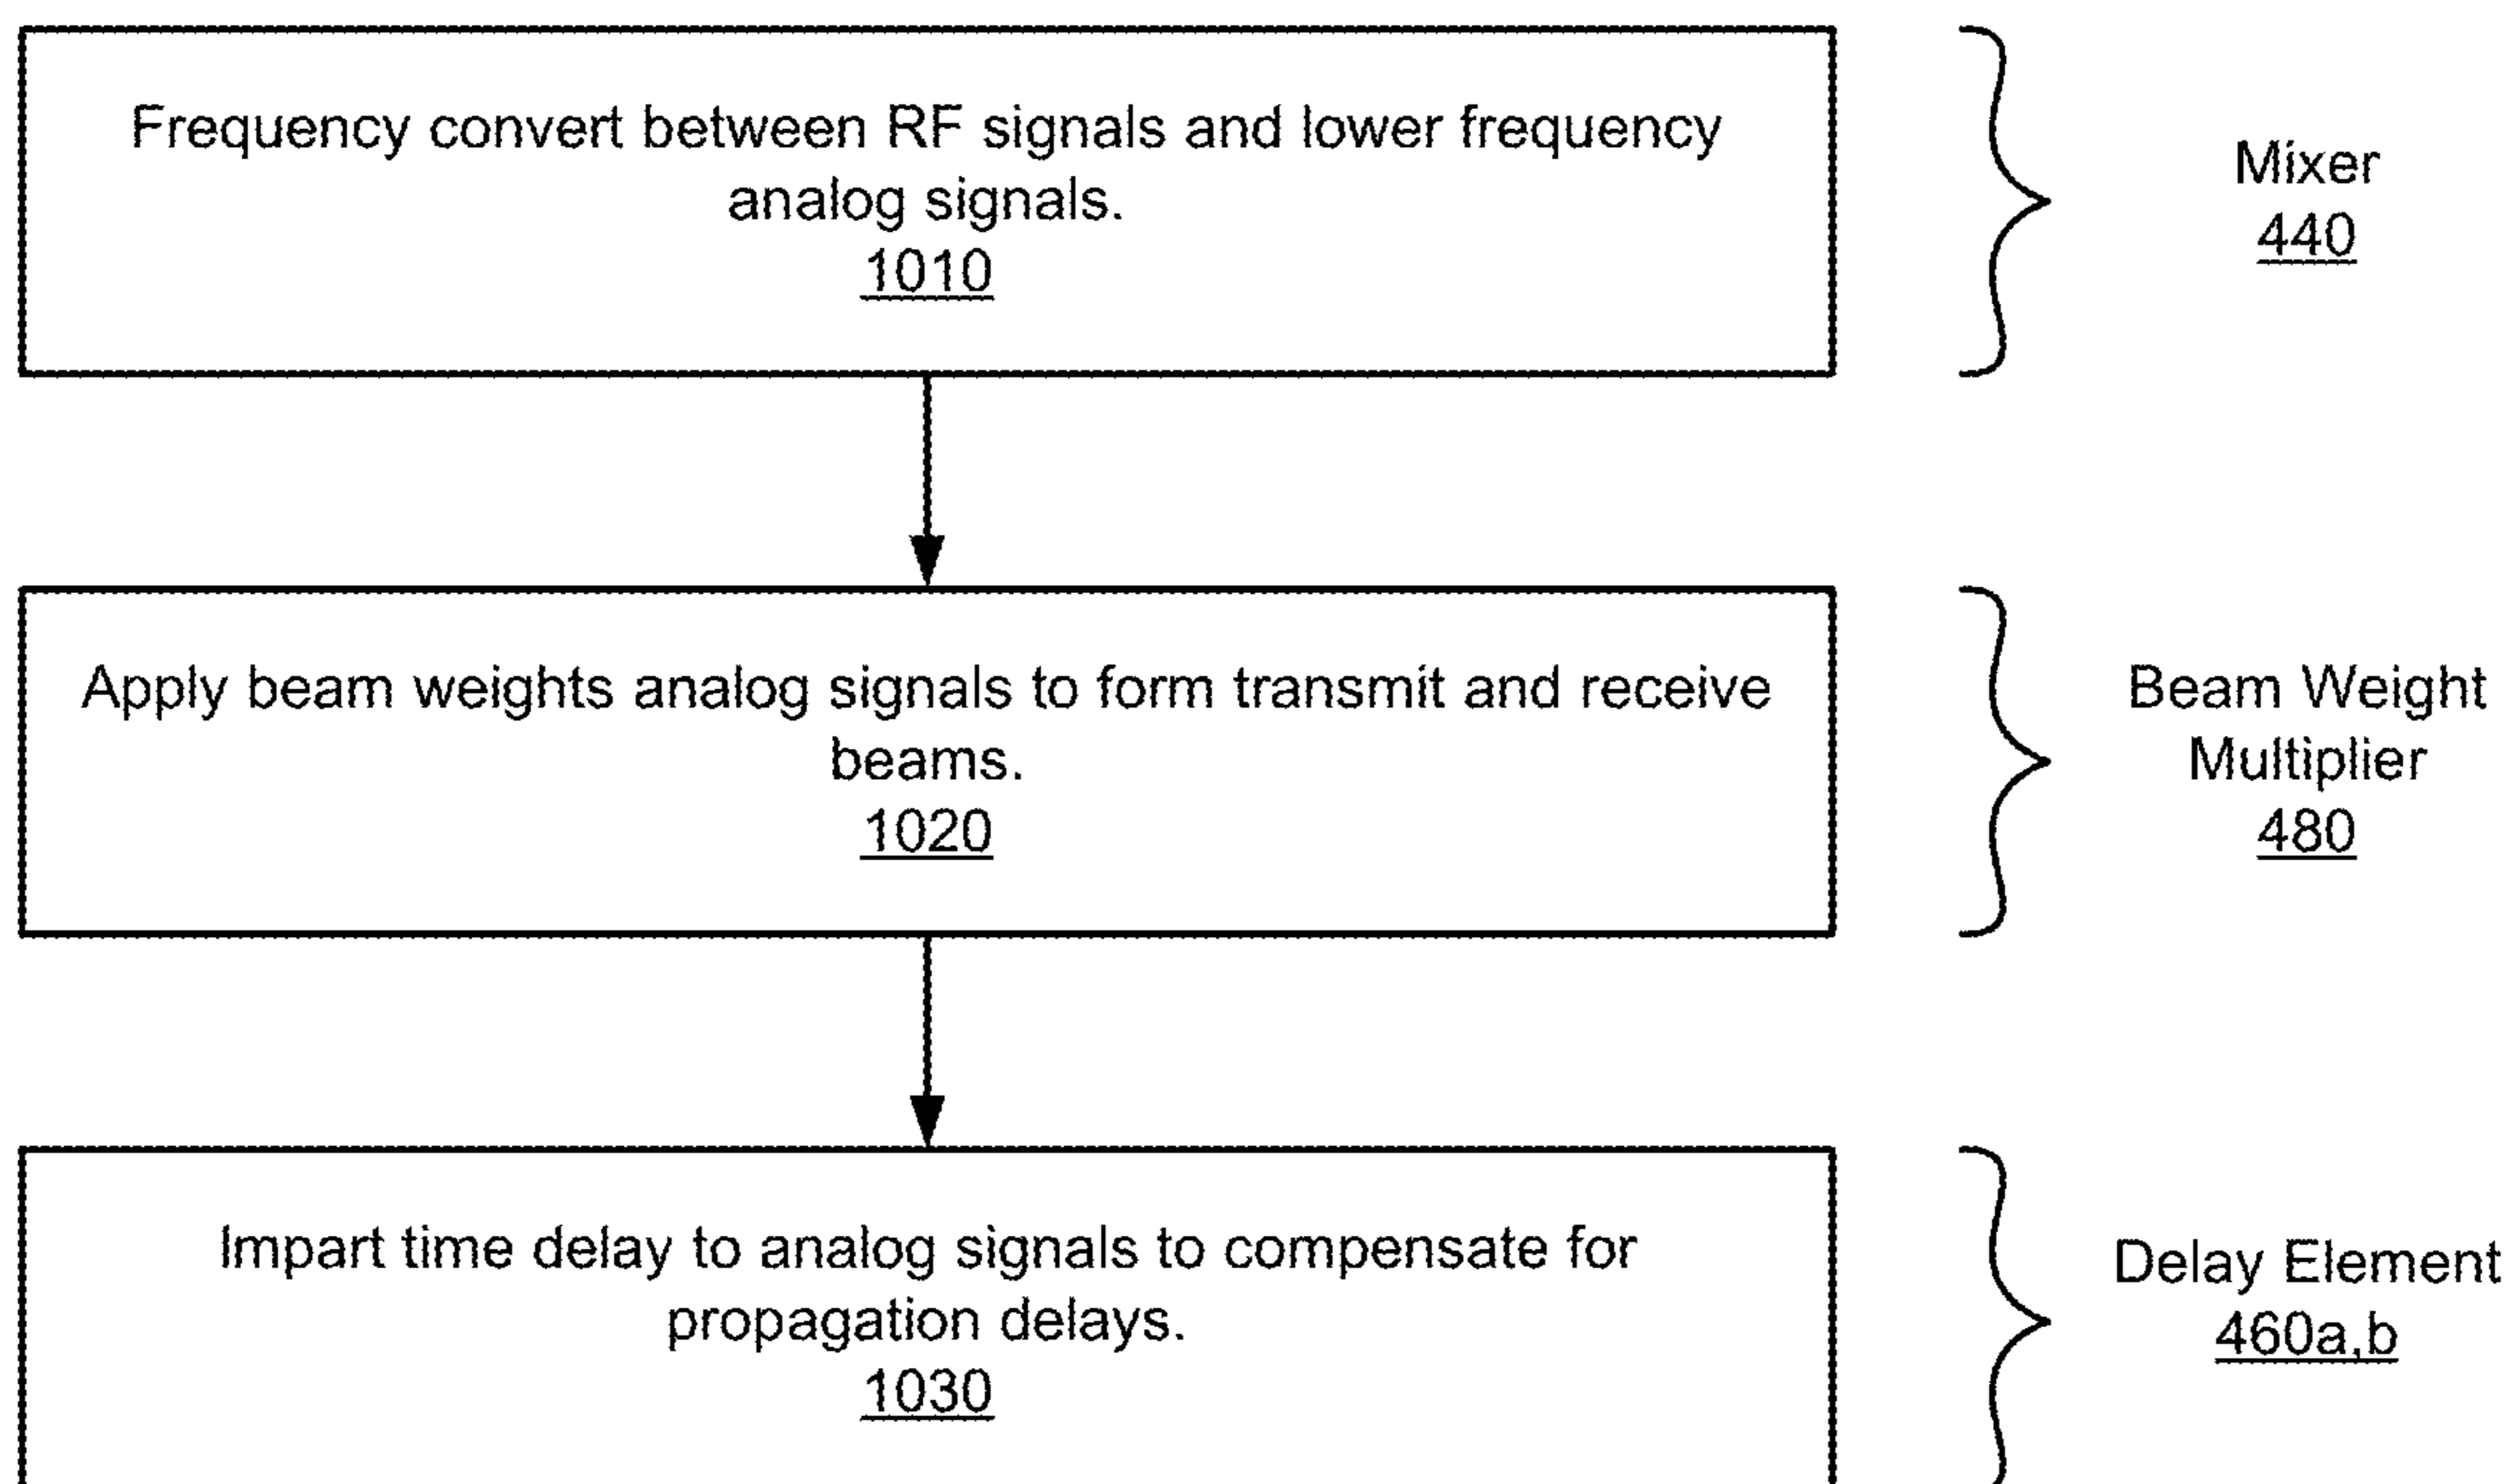 Frequency convert between RF signals and lower frequency
analog signals.
1010
Mixer
440
Apply beam weights analog signals to form transmit and receive
beams.
1020
Beam Weight
Multiplier
480
Impart time delay to analog signals to compensate for
propagation delays.
1030
Delay Element
460a,b